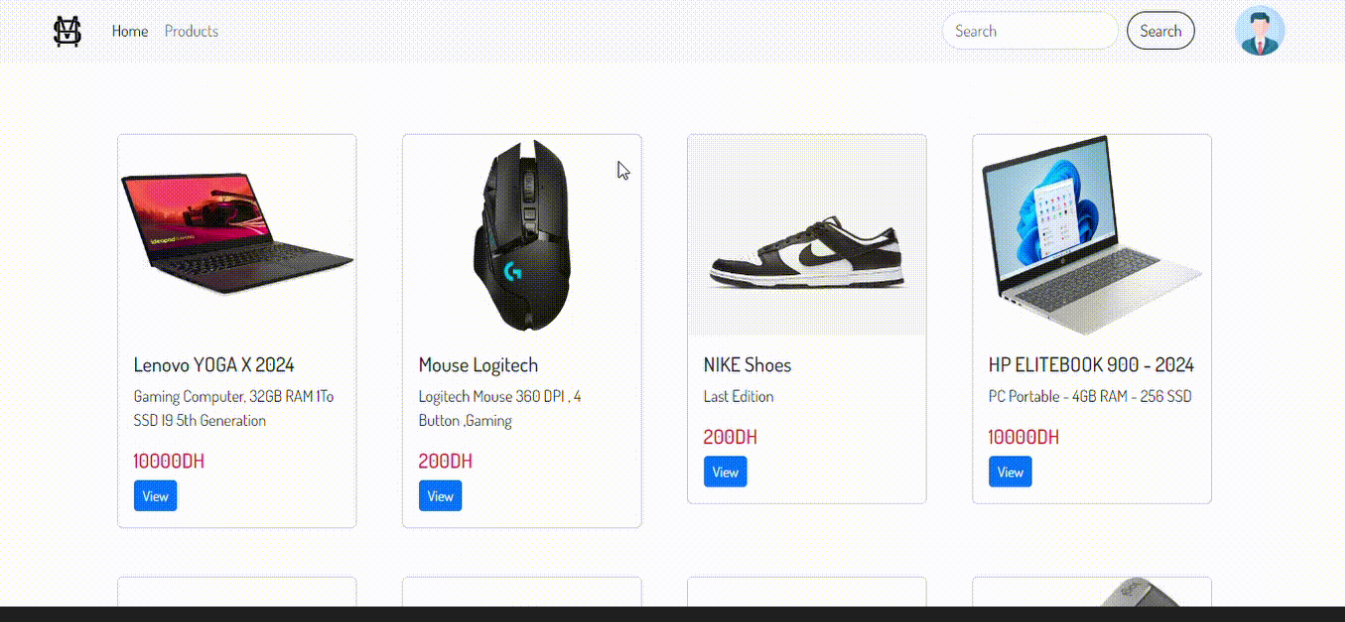 Home Products Search Search
Lenovo YOGA X 2024
Gaming Computer, 32GB RAM 1To
SSD I9 5th Generation
10000DH
View
Mouse Logitech
Logitech Mouse 360 DPI , 4
Button ,Gaming
200DH
View
NIKE Shoes
Last Edition
200DH
View
HP ELITEBOOK 900 - 2024
PC Portable - 4GB RAM - 256 SSD
10000DH
View